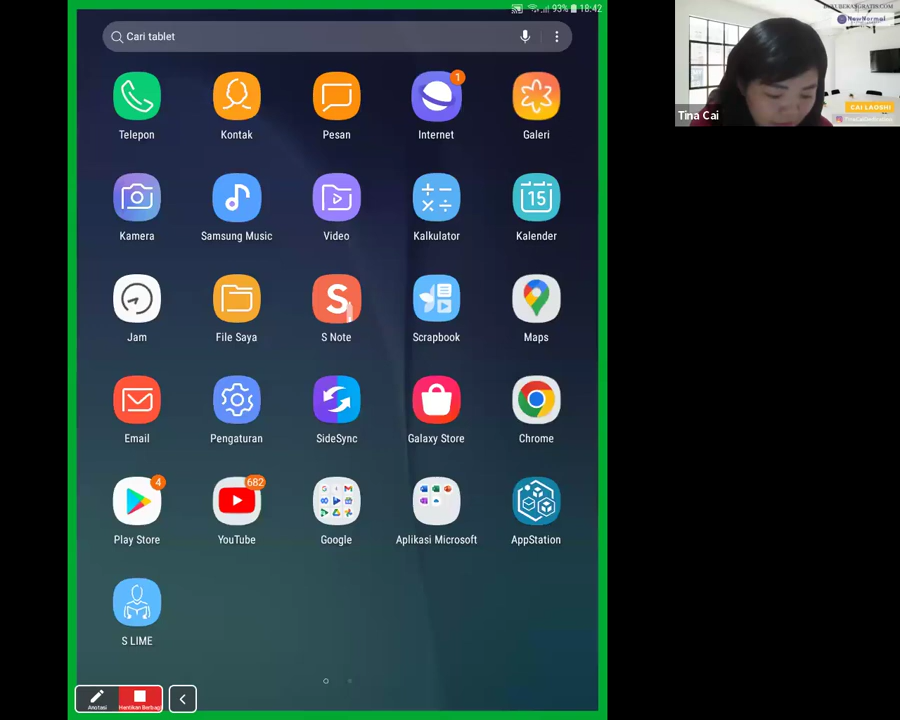 93% 18:42
Cari tablet
1
Telepon Kontak Pesan Internet Galeri
15
Kamera Samsung Music Video Kalkulator Kalender
S
Jam File Saya S Note Scrapbook Maps
Email Pengaturan SideSync Galaxy Store Chrome
4 682
Play Store YouTube Google Aplikasi Microsoft AppStation
S LIME
Anotasi Hentikan Berbagi
NewNormal
CAI LAOSHI
Tina Cai